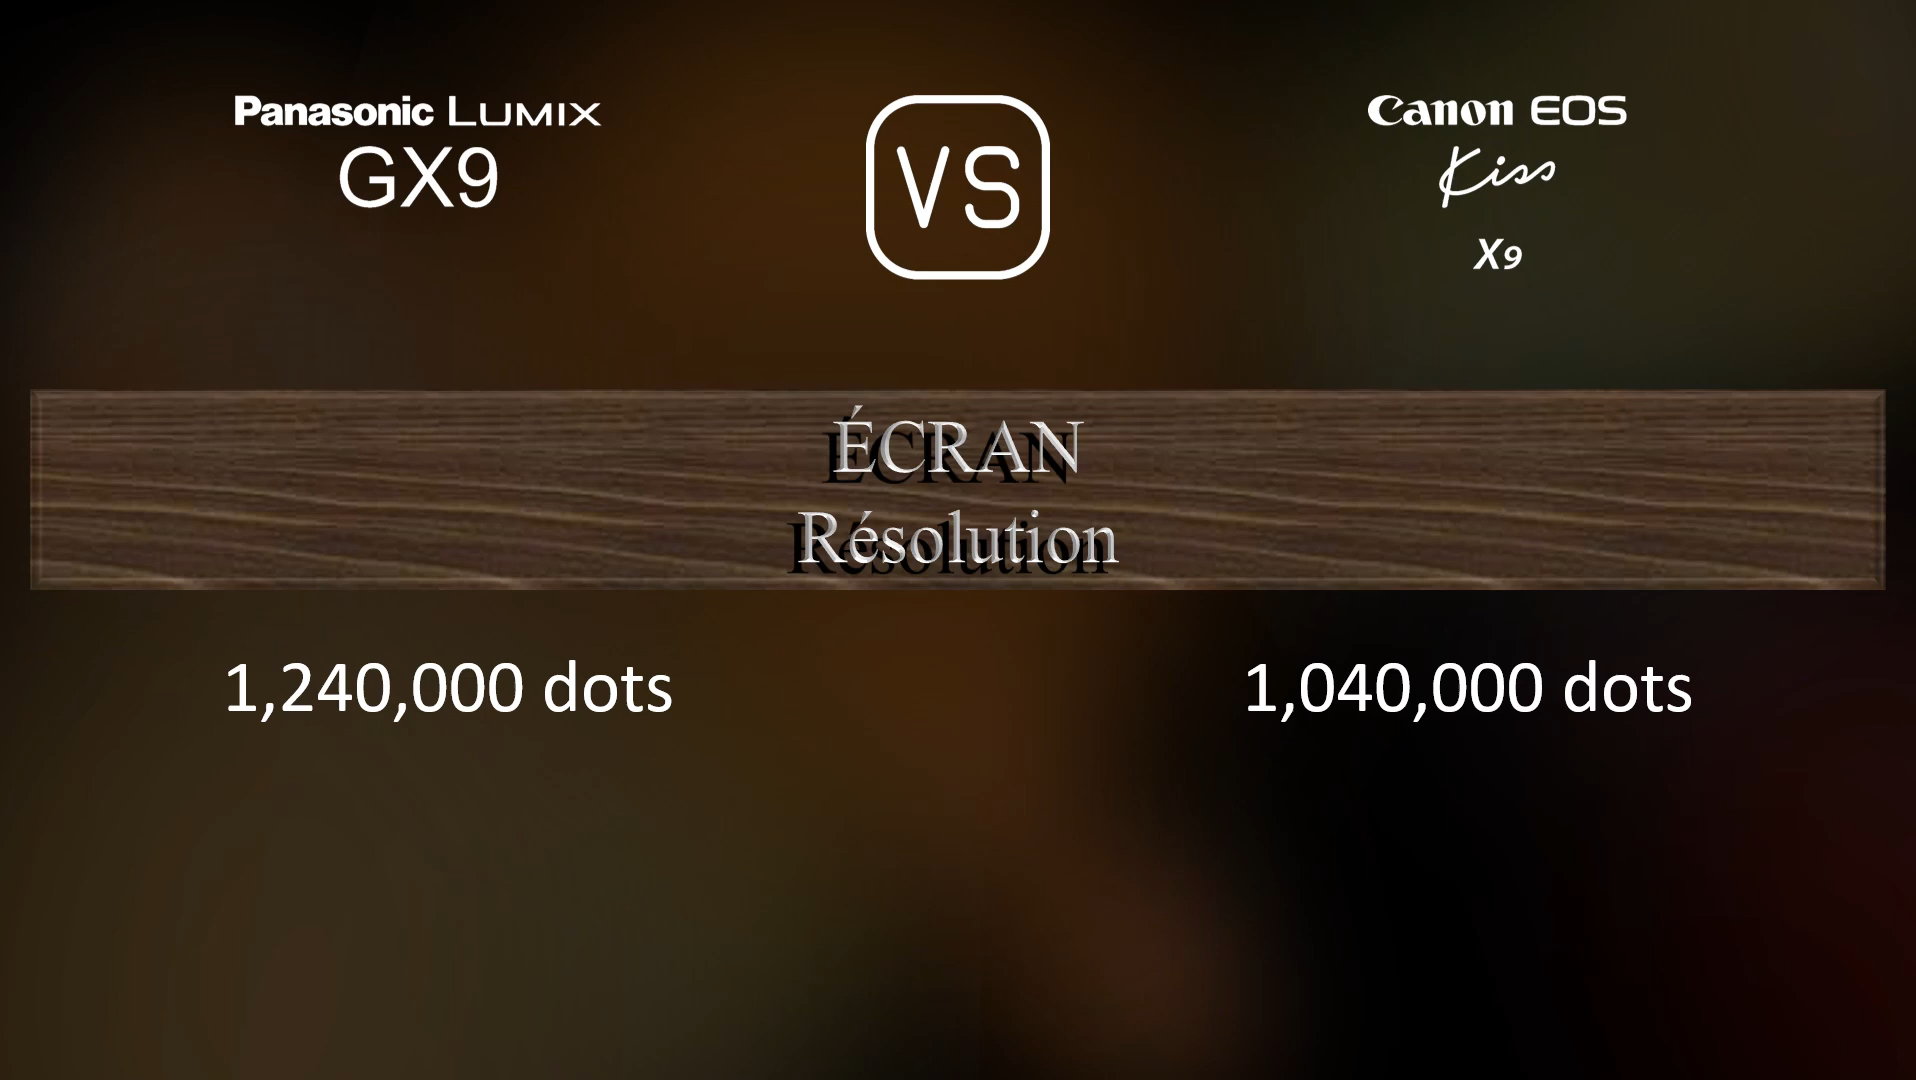 Panasonic LUMIX
GX9
VS
Canon EOS
Kiss
X9
ÉCRAN
Résolution
1,240,000 dots
1,040,000 dots